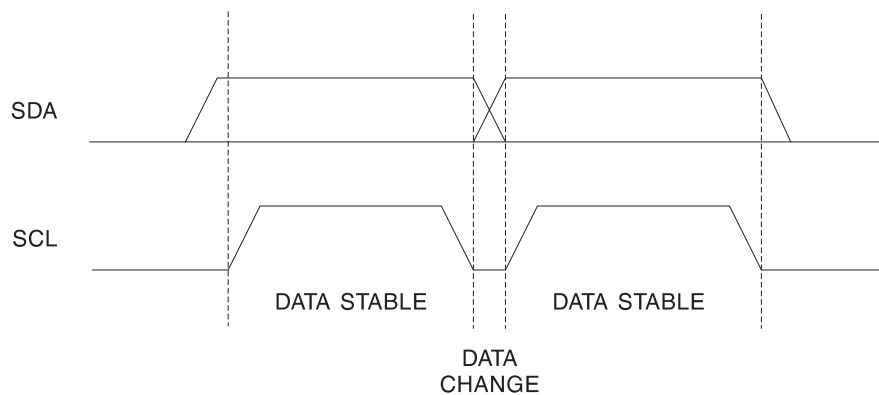 SDA
SCL
DATA STABLE
DATA STABLE
DATA
CHANGE